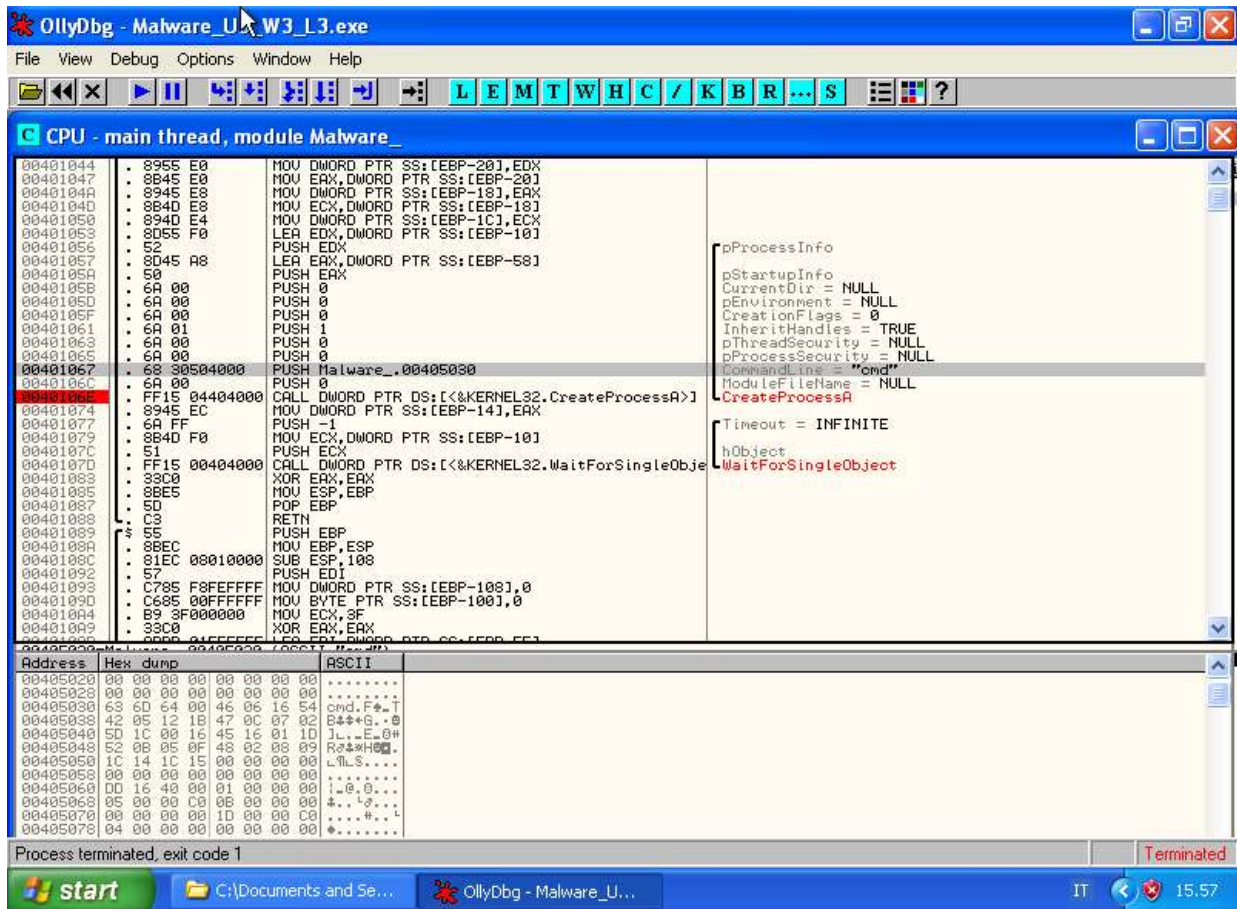 OllyDbg - Malware_U W3_L3.exe
File View Debug Options Window Help
L E M T W H C / K B R ... S ?
C CPU - main thread, module Malware_
00401044 . 8955 E0 MOV DWORD PTR SS:[EBP-20],EDX
00401047 . 8B45 E0 MOV EAX,DWORD PTR SS:[EBP-20]
0040104A . 8945 E8 MOV DWORD PTR SS:[EBP-18],EAX
0040104D . 8B4D E8 MOV ECX,DWORD PTR SS:[EBP-18]
00401050 . 894D E4 MOV DWORD PTR SS:[EBP-1C],ECX
00401053 . 8D55 F0 LEA EDX,DWORD PTR SS:[EBP-10]
00401056 . 52 PUSH EDX pProcessInfo
00401057 . 8D45 A8 LEA EAX,DWORD PTR SS:[EBP-58]
0040105A . 50 PUSH EAX pStartupInfo
0040105B . 6A 00 PUSH 0 CurrentDir = NULL
0040105D . 6A 00 PUSH 0 pEnvironment = NULL
0040105F . 6A 00 PUSH 0 CreationFlags = 0
00401061 . 6A 01 PUSH 1 InheritHandles = TRUE
00401063 . 6A 00 PUSH 0 pThreadSecurity = NULL
00401065 . 6A 00 PUSH 0 pProcessSecurity = NULL
00401067 . 68 30504000 PUSH Malware_.00405030 CommandLine = "cmd"
0040106C . 6A 00 PUSH 0 ModuleFileName = NULL
0040106E . FF15 04404000 CALL DWORD PTR DS:[<&KERNEL32.CreateProcessA>] CreateProcessA
00401074 . 8945 EC MOV DWORD PTR SS:[EBP-14],EAX
00401077 . 6A FF PUSH -1 Timeout = INFINITE
00401079 . 8B4D F0 MOV ECX,DWORD PTR SS:[EBP-10]
0040107C . 51 PUSH ECX hObject
0040107D . FF15 00404000 CALL DWORD PTR DS:[<&KERNEL32.WaitForSingleObje WaitForSingleObject
00401083 . 33C0 XOR EAX,EAX
00401085 . 8BE5 MOV ESP,EBP
00401087 . 5D POP EBP
00401088 . C3 RETN
00401089 $ 55 PUSH EBP
0040108A . 8BEC MOV EBP,ESP
0040108C . 81EC 08010000 SUB ESP,108
00401092 . 57 PUSH EDI
00401093 . C785 F8FEFFFF MOV DWORD PTR SS:[EBP-108],0
0040109D . C685 00FFFFFF MOV BYTE PTR SS:[EBP-100],0
004010A4 . B9 3F000000 MOV ECX,3F
004010A9 . 33C0 XOR EAX,EAX
Address Hex dump ASCII
00405020 00 00 00 00 00 00 00 00 ........
00405028 00 00 00 00 00 00 00 00 ........
00405030 63 6D 64 00 46 06 16 54 cmd.F♠▬T
00405038 42 05 12 1B 47 0C 07 02 B♣↕←G.•☻
00405040 5D 1C 00 16 45 16 01 1D ]∟.▬E▬☺↔
00405048 52 0B 05 0F 48 02 08 09 R♂♣☼H☻◘.
00405050 1C 14 1C 15 00 00 00 00 ∟¶∟§....
00405058 00 00 00 00 00 00 00 00 ........
00405060 DD 16 40 00 01 00 00 00 ¦▬@.☺...
00405068 05 00 00 C0 0B 00 00 00 ♣..└♂...
00405070 00 00 00 00 1D 00 00 C0 ....↔..└
00405078 04 00 00 00 00 00 00 00 ♦.......
Process terminated, exit code 1 Terminated
start C:\Documents and Se... OllyDbg - Malware_U... IT 15.57